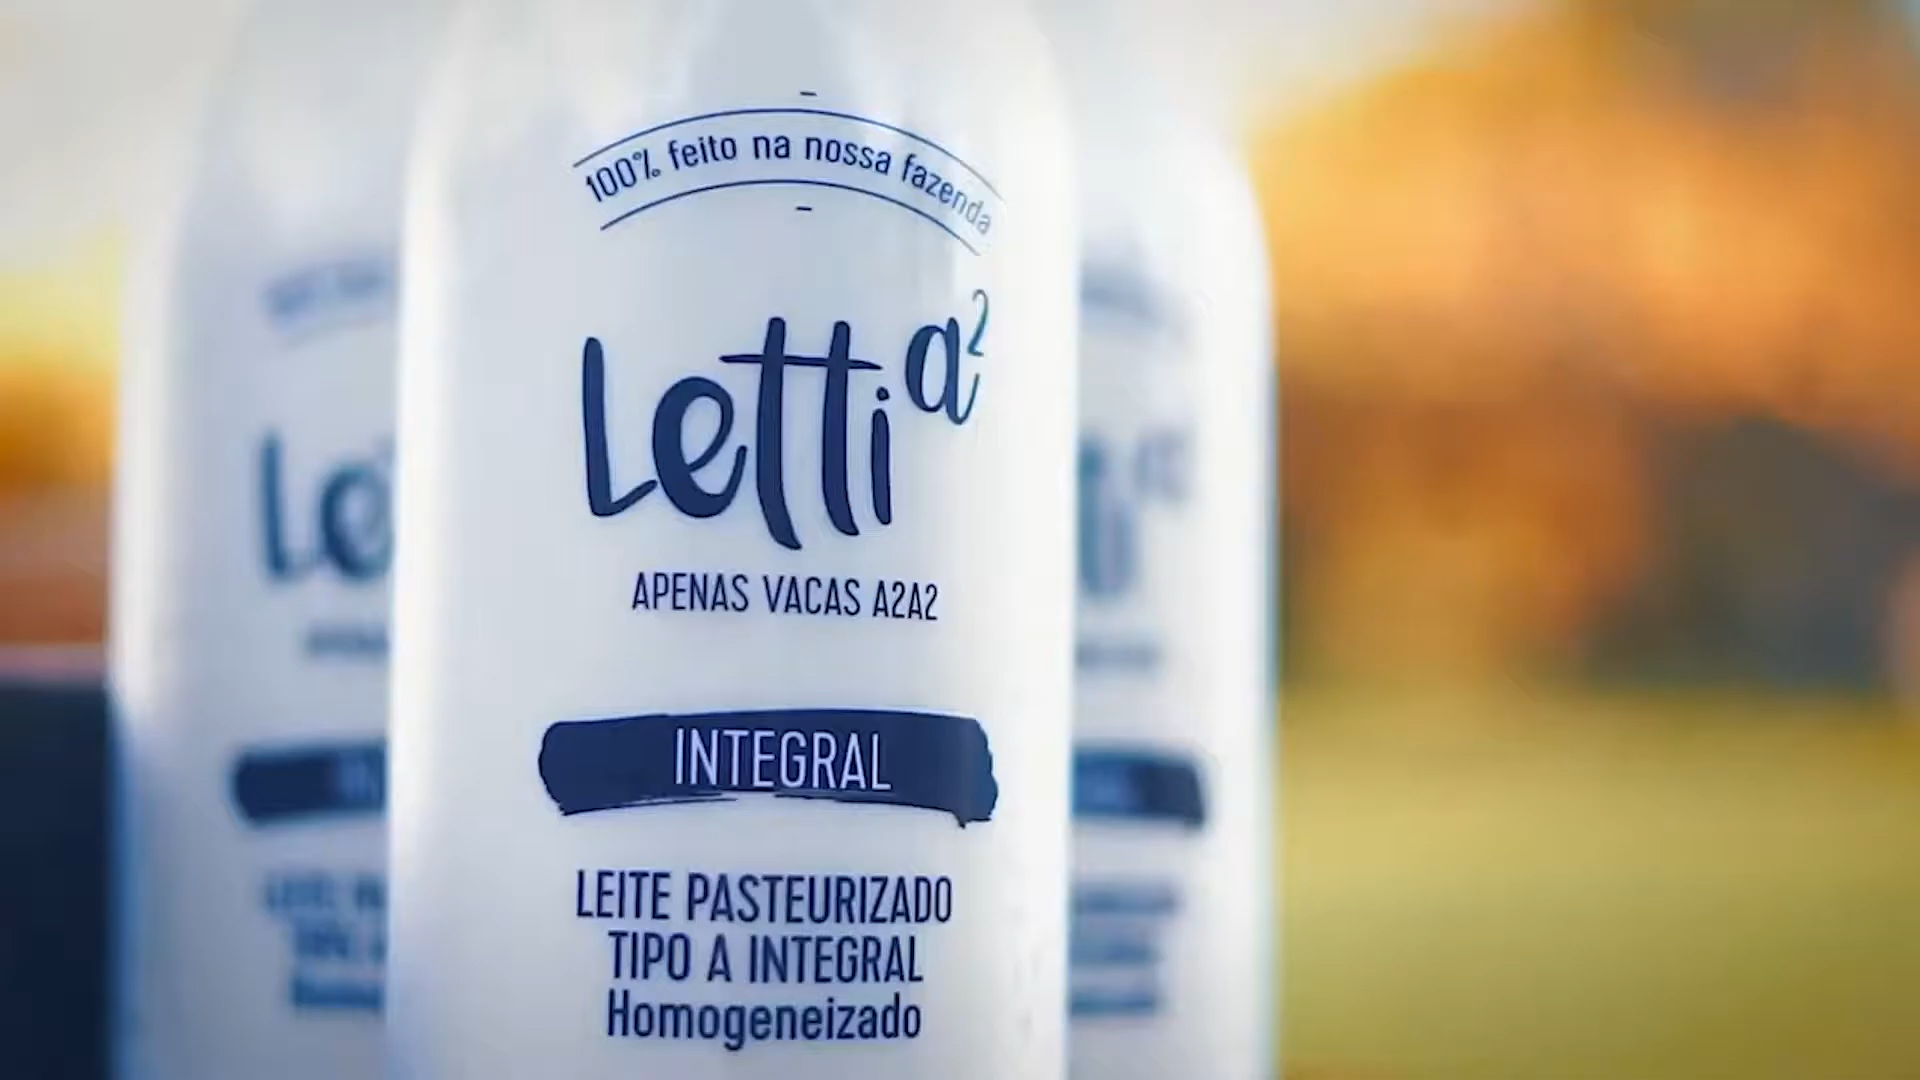 100% feito na nossa fazenda
Letti a²
APENAS VACAS A2A2
INTEGRAL
LEITE PASTEURIZADO
TIPO A INTEGRAL
Homogeneizado